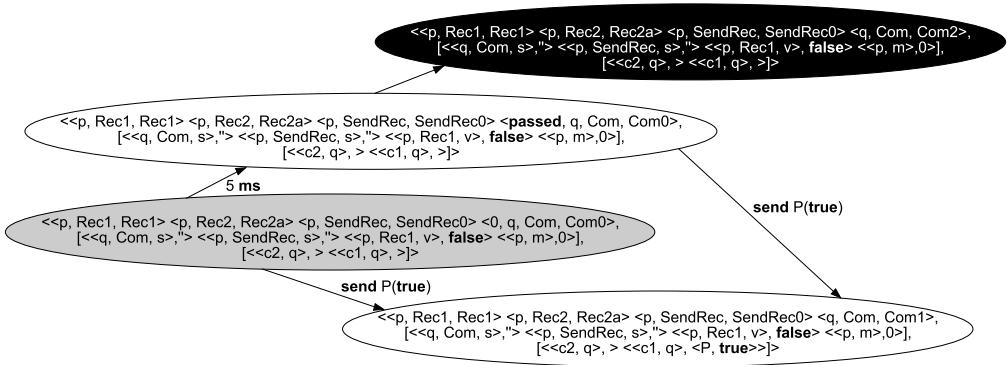 <<p, Rec1, Rec1> <p, Rec2, Rec2a> <p, SendRec, SendRec0> <q, Com, Com2>,
[<<q, Com, s>,''> <<p, SendRec, s>,''> <<p, Rec1, v>, false> <<p, m>,0>],
[<<c2, q>, > <<c1, q>, >]>
<<p, Rec1, Rec1> <p, Rec2, Rec2a> <p, SendRec, SendRec0> <passed, q, Com, Com0>,
[<<q, Com, s>,''> <<p, SendRec, s>,''> <<p, Rec1, v>, false> <<p, m>,0>],
[<<c2, q>, > <<c1, q>, >]>
5 ms
<<p, Rec1, Rec1> <p, Rec2, Rec2a> <p, SendRec, SendRec0> <0, q, Com, Com0>,
[<<q, Com, s>,''> <<p, SendRec, s>,''> <<p, Rec1, v>, false> <<p, m>,0>],
[<<c2, q>, > <<c1, q>, >]>
send P(true)
send P(true)
<<p, Rec1, Rec1> <p, Rec2, Rec2a> <p, SendRec, SendRec0> <q, Com, Com1>,
[<<q, Com, s>,''> <<p, SendRec, s>,''> <<p, Rec1, v>, false> <<p, m>,0>],
[<<c2, q>, > <<c1, q>, <P, true>>]>